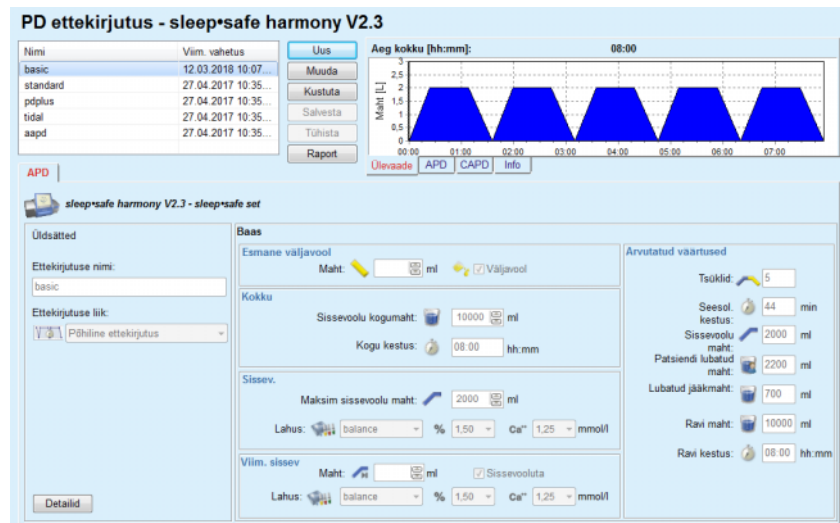 PD ettekirjutus - sleep•safe harmony V2.3
Nimi Viim. vahetus
basic 12.03.2018 10:07...
standard 27.04.2017 10:35...
pdplus 27.04.2017 10:35...
tidal 27.04.2017 10:35...
aapd 27.04.2017 10:35...
Uus
Muuda
Kustuta
Salvesta
Tühista
Raport
Aeg kokku [hh:mm]: 08:00
Maht [L]
3
2,5
2
1,5
1
0,5
0
00:00 01:00 02:00 03:00 04:00 05:00 06:00 07:00
Ülevaade APD CAPD Info
APD
sleep•safe harmony V2.3 - sleep•safe set
Üldsätted
Ettekirjutuse nimi:
basic
Ettekirjutuse liik:
Põhiline ettekirjutus
Detailid
Baas
Esmane väljavool
Maht: ml Väljavool
Kokku
Sissevoolu kogumaht: 10000 ml
Kogu kestus: 08:00 hh:mm
Sissev.
Maksim sissevoolu maht: 2000 ml
Lahus: balance % 1,50 Ca⁺⁺ 1,25 mmol/l
Viim. sissev
Maht: ml Sissevooluta
Lahus: balance % 1,50 Ca⁺⁺ 1,25 mmol/l
Arvutatud väärtused
Tsüklid: 5
Seesol. kestus: 44 min
Sissevoolu maht: 2000 ml
Patsiendi lubatud maht: 2200 ml
Lubatud jääkmaht: 700 ml
Ravi maht: 10000 ml
Ravi kestus: 08:00 hh:mm